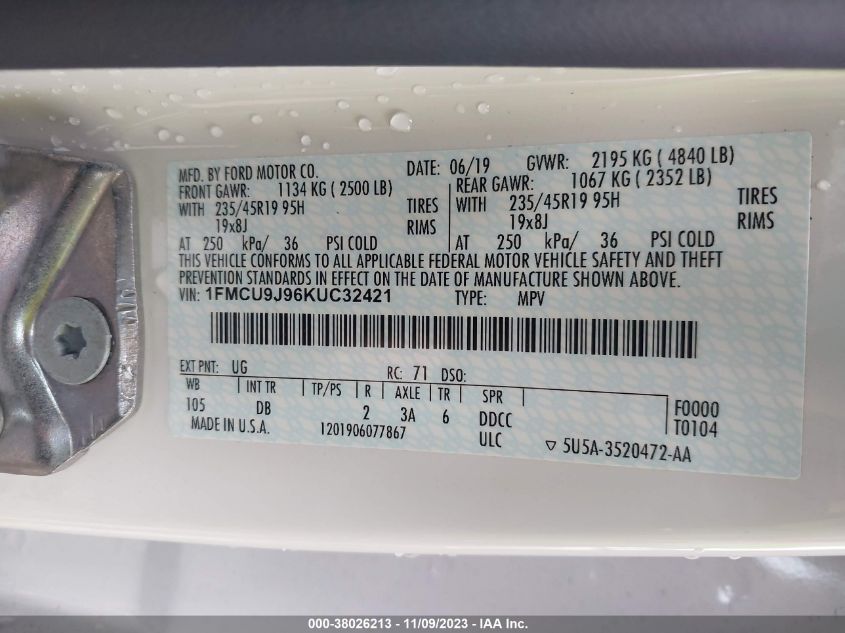 MFD. BY FORD MOTOR CO. DATE: 06/19 GVWR: 2195 KG ( 4840 LB)
FRONT GAWR: 1134 KG ( 2500 LB) REAR GAWR: 1067 KG ( 2352 LB)
WITH 235/45R19 95H TIRES WITH 235/45R19 95H TIRES
19x8J RIMS 19x8J RIMS
AT 250 kPa/ 36 PSI COLD AT 250 kPa/ 36 PSI COLD
THIS VEHICLE CONFORMS TO ALL APPLICABLE FEDERAL MOTOR VEHICLE SAFETY AND THEFT
PREVENTION STANDARDS IN EFFECT ON THE DATE OF MANUFACTURE SHOWN ABOVE.
VIN: 1FMCU9J96KUC32421 TYPE: MPV
EXT PNT: UG RC: 71 DSO:
WB INT TR TP/PS R AXLE TR SPR
105 DB 2 3A 6 DDCC F0000
MADE IN U.S.A. 1201906077867 ULC T0104
▽ 5U5A-3520472-AA
000-38026213 - 11/09/2023 - IAA Inc.